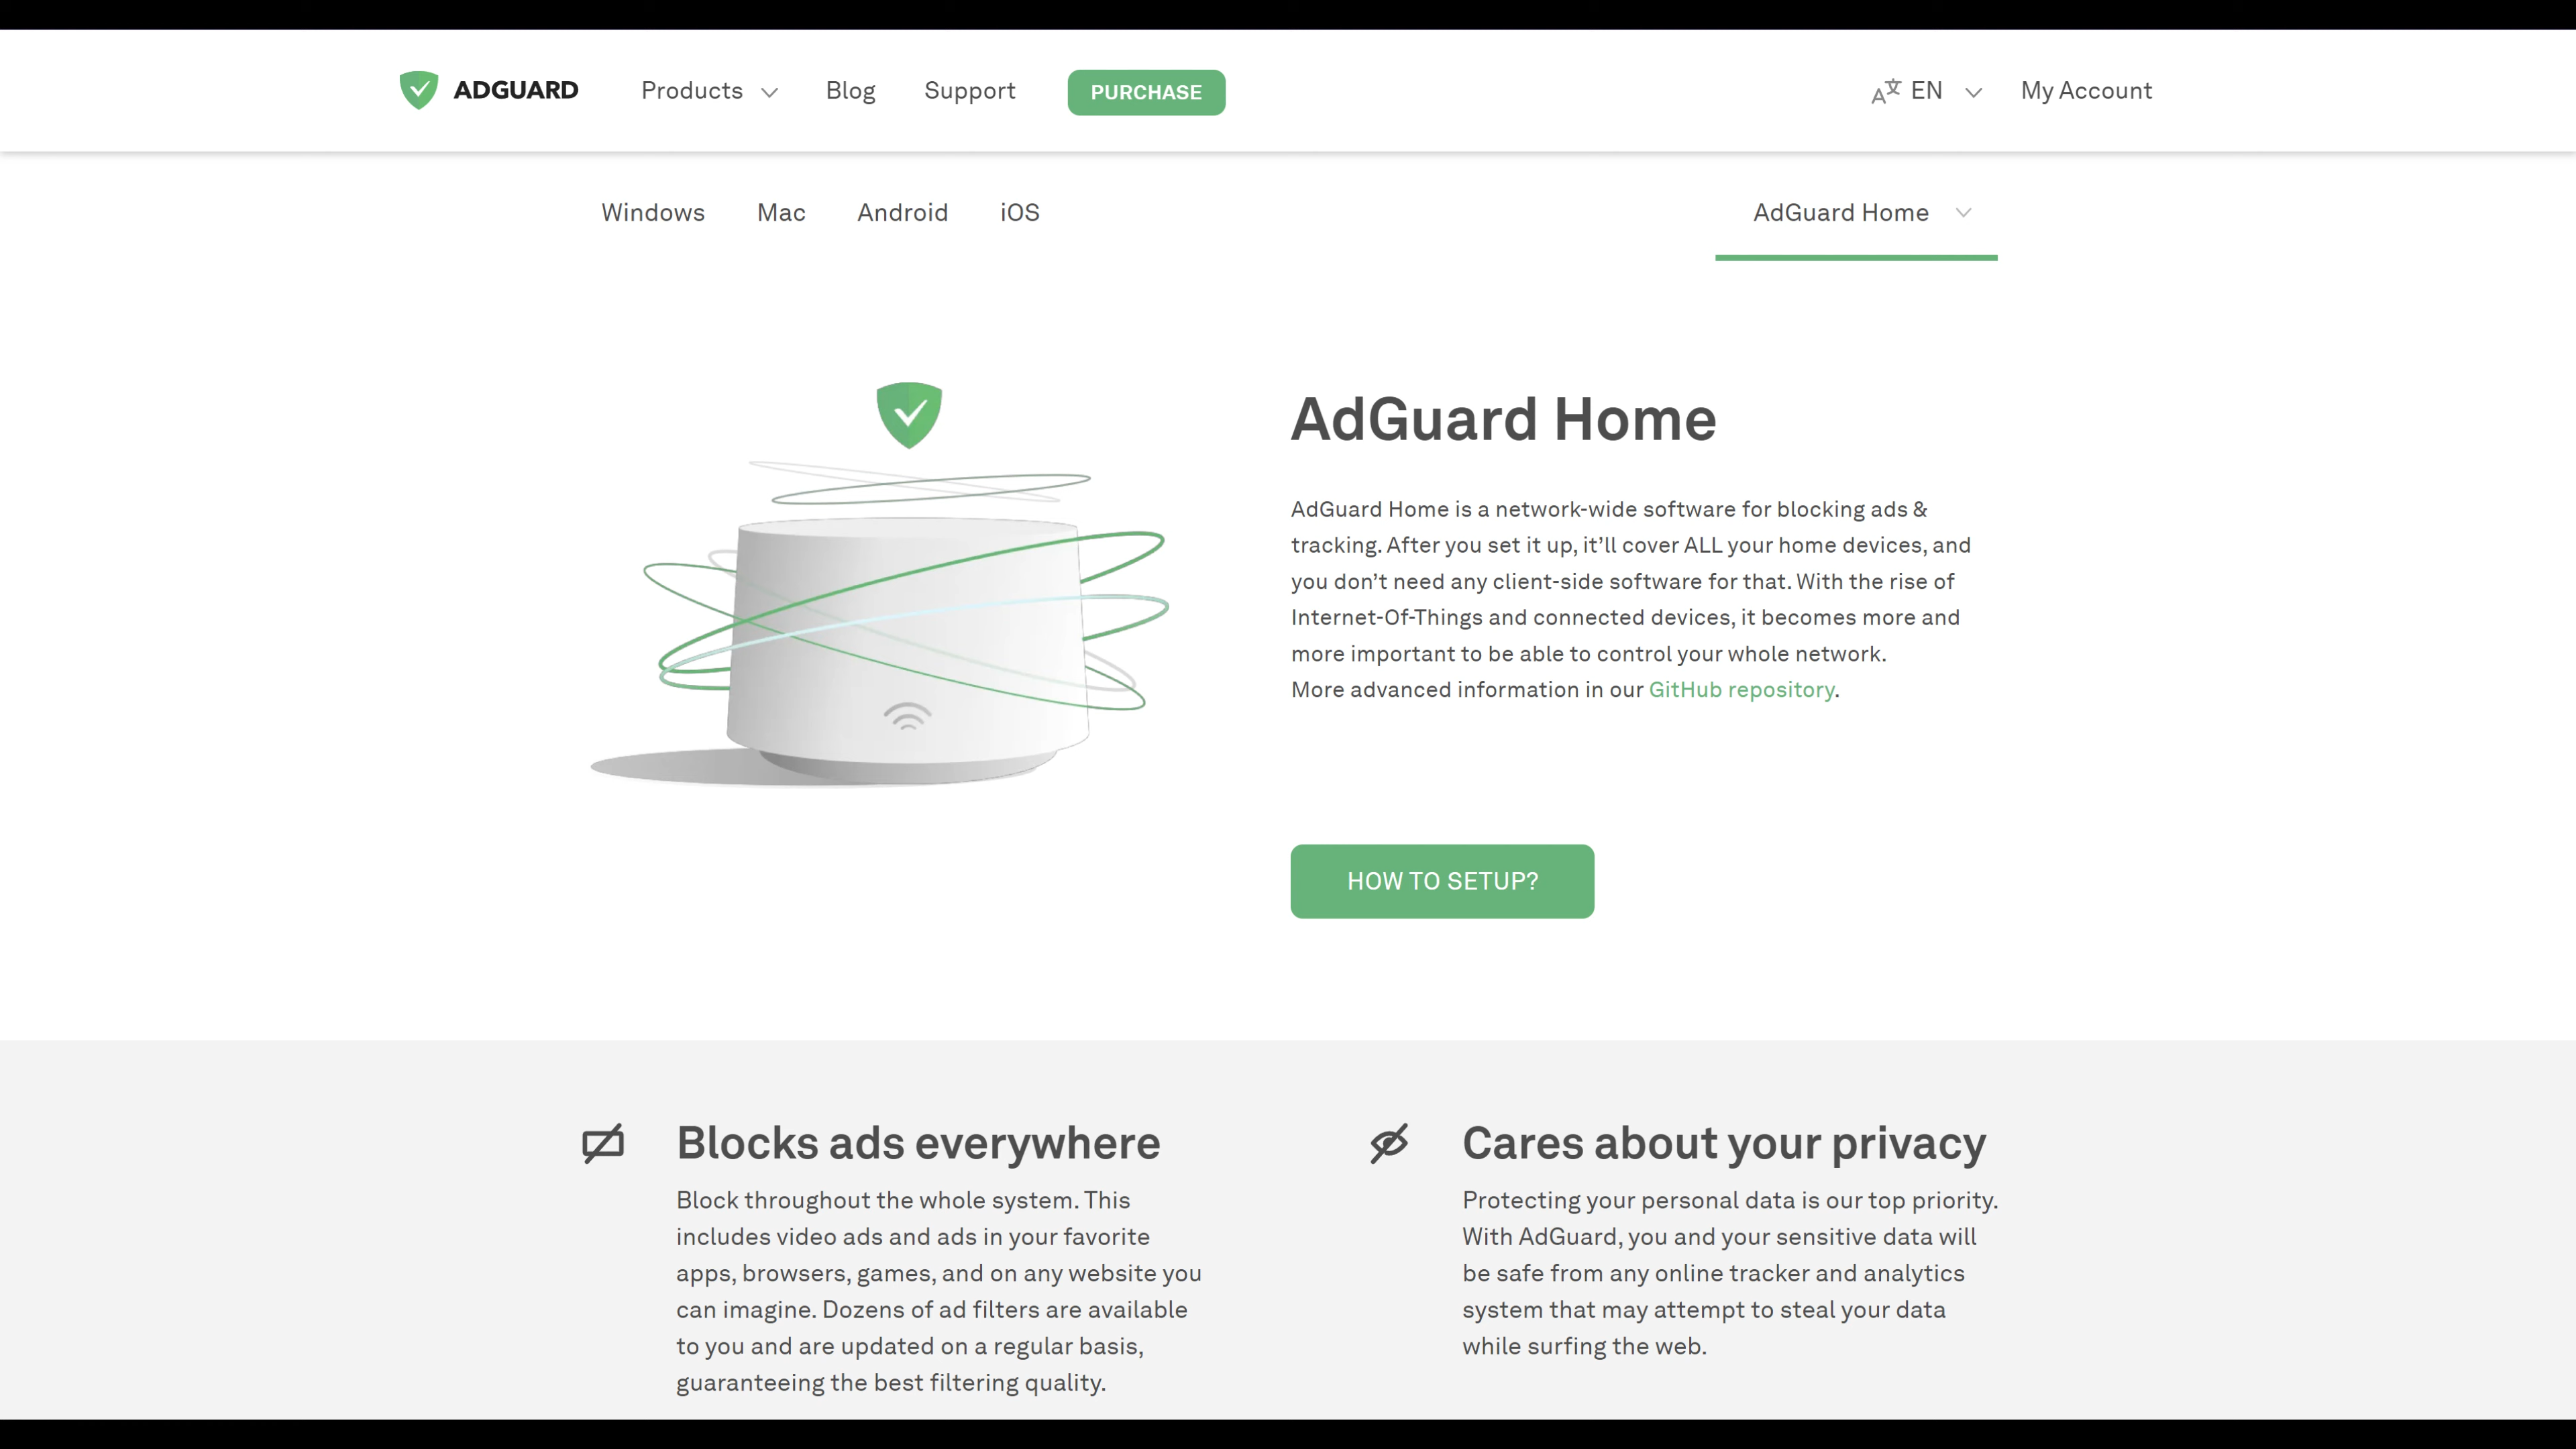 ADGUARD Products Blog Support PURCHASE EN My Account
Windows Mac Android iOS AdGuard Home
AdGuard Home
AdGuard Home is a network-wide software for blocking ads &
tracking. After you set it up, it’ll cover ALL your home devices, and
you don’t need any client-side software for that. With the rise of
Internet-Of-Things and connected devices, it becomes more and
more important to be able to control your whole network.
More advanced information in our GitHub repository.
HOW TO SETUP?
Blocks ads everywhere
Block throughout the whole system. This
includes video ads and ads in your favorite
apps, browsers, games, and on any website you
can imagine. Dozens of ad filters are available
to you and are updated on a regular basis,
guaranteeing the best filtering quality.
Cares about your privacy
Protecting your personal data is our top priority.
With AdGuard, you and your sensitive data will
be safe from any online tracker and analytics
system that may attempt to steal your data
while surfing the web.